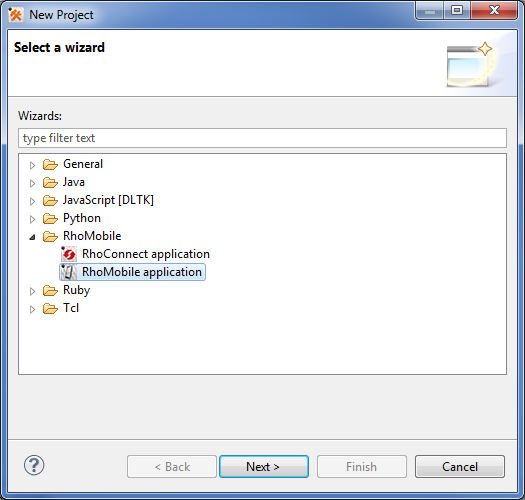 New Project
Select a wizard
Wizards:
type filter text
General
Java
JavaScript [DLTK]
Python
RhoMobile
RhoConnect application
RhoMobile application
Ruby
Tcl
?
< Back
Next >
Finish
Cancel